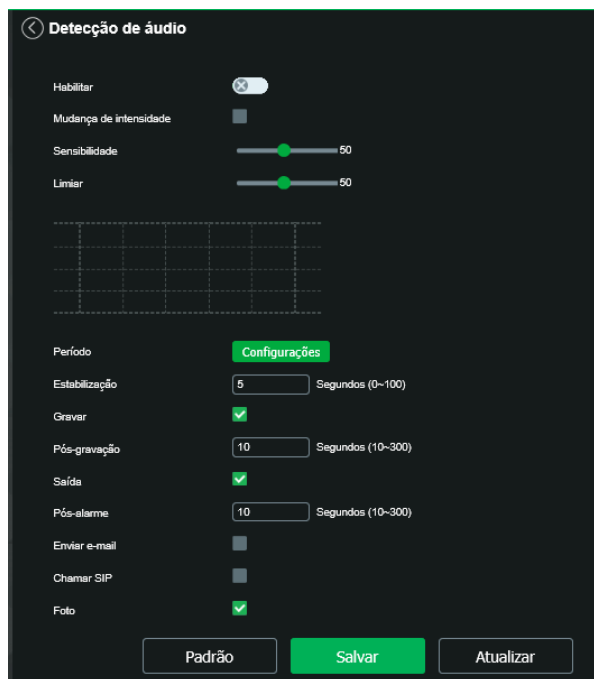 Detecção de áudio
Habilitar
Mudança de intensidade
Sensibilidade 50
Limiar 50
Período Configurações
Estabilização 5 Segundos (0~100)
Gravar
Pós-gravação 10 Segundos (10~300)
Saída
Pós-alarme 10 Segundos (10~300)
Enviar e-mail
Chamar SIP
Foto
Padrão Salvar Atualizar